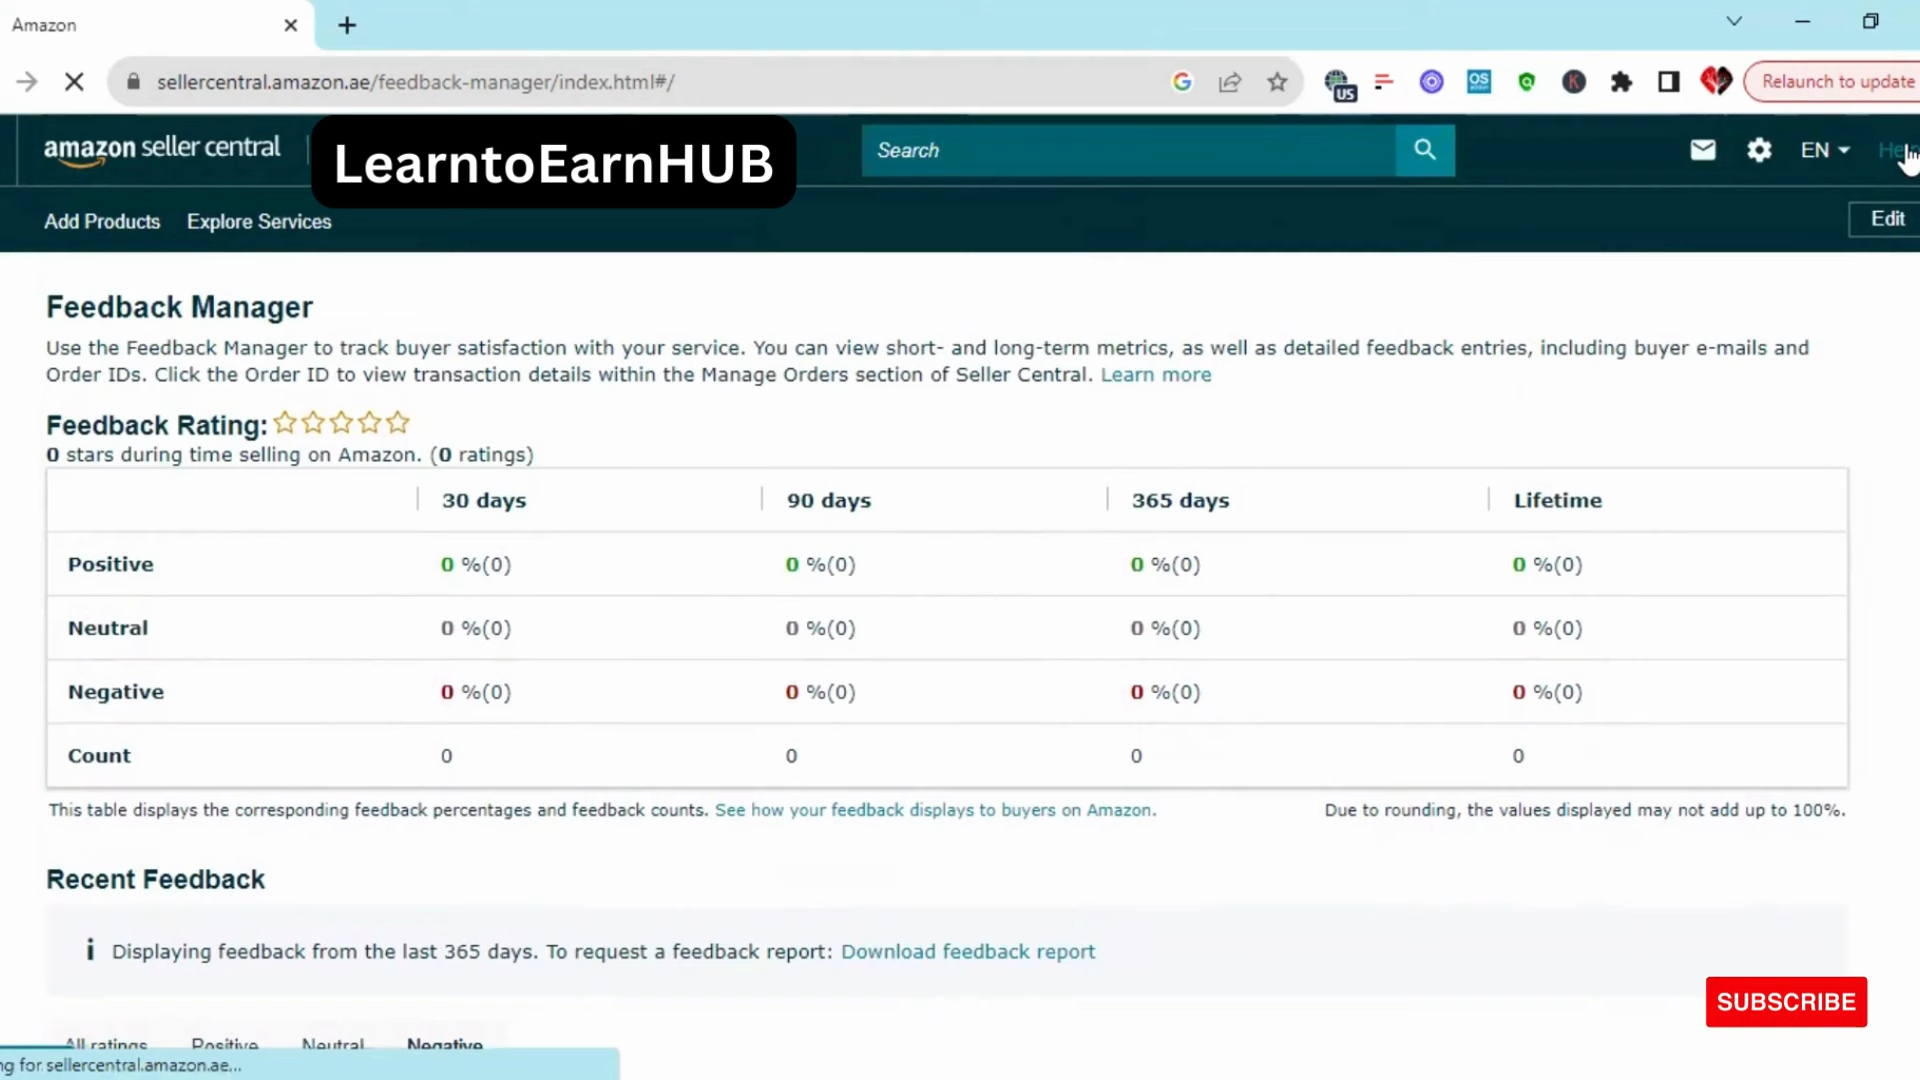 Amazon
sellercentral.amazon.ae/feedback-manager/index.html#/
US
OS
K
Relaunch to update
amazon seller central
LearntoEarnHUB
Search
EN
Add Products Explore Services
Edit
Feedback Manager
Use the Feedback Manager to track buyer satisfaction with your service. You can view short- and long-term metrics, as well as detailed feedback entries, including buyer e-mails and
Order IDs. Click the Order ID to view transaction details within the Manage Orders section of Seller Central. Learn more
Feedback Rating:
0 stars during time selling on Amazon. (0 ratings)
30 days 90 days 365 days Lifetime
Positive 0 %(0) 0 %(0) 0 %(0) 0 %(0)
Neutral 0 %(0) 0 %(0) 0 %(0) 0 %(0)
Negative 0 %(0) 0 %(0) 0 %(0) 0 %(0)
Count 0 0 0 0
This table displays the corresponding feedback percentages and feedback counts. See how your feedback displays to buyers on Amazon. Due to rounding, the values displayed may not add up to 100%.
Recent Feedback
i Displaying feedback from the last 365 days. To request a feedback report: Download feedback report
SUBSCRIBE
All ratings Positive Neutral Negative
ng for sellercentral.amazon.ae...